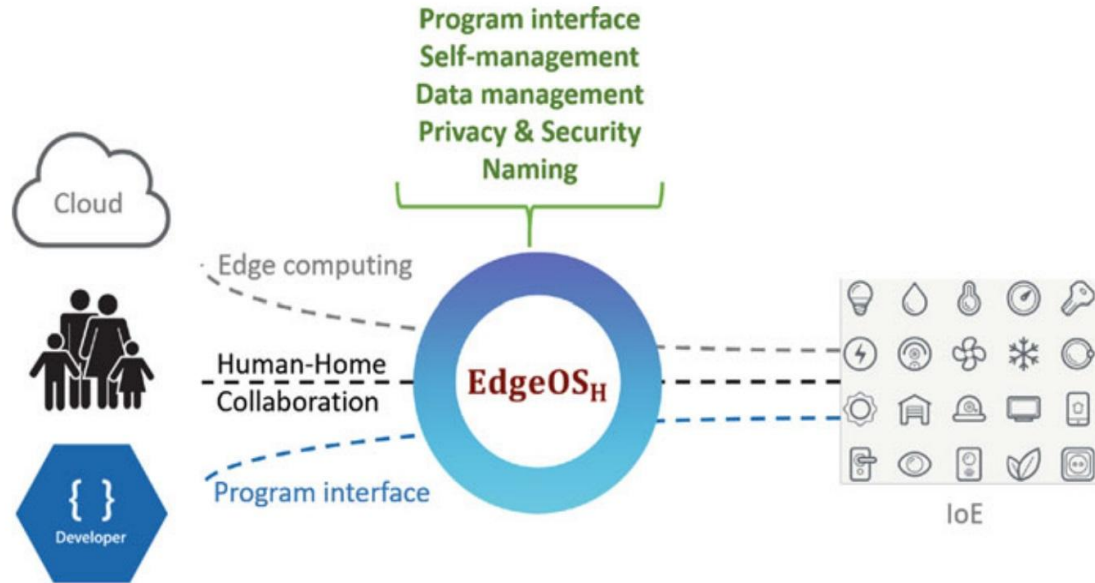 Program interface
Self-management
Data management
Privacy & Security
Naming
Cloud
Edge computing
Human-Home
Collaboration
EdgeOSH
{ }
Developer
Program interface
IoE